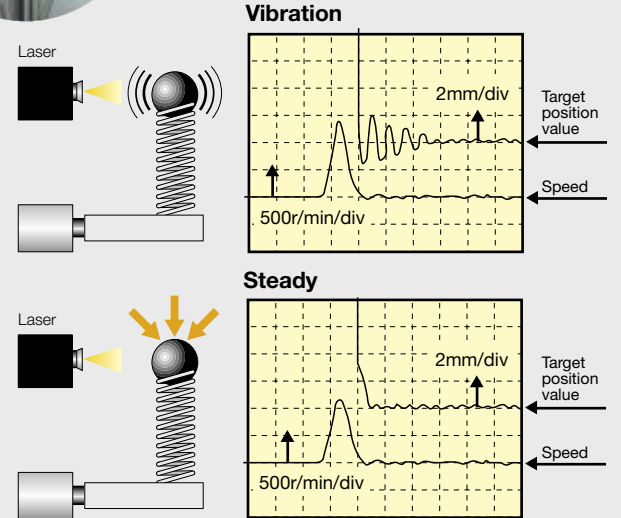 Vibration
Laser
2mm/div
Target
position
value
Speed
500r/min/div
Steady
Laser
2mm/div
Target
position
value
Speed
500r/min/div